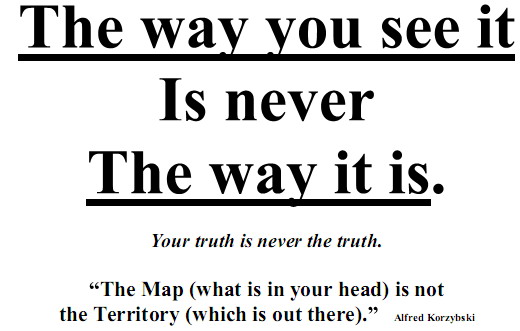 The way you see it
Is never
The way it is.
Your truth is never the truth.
“The Map (what is in your head) is not
the Territory (which is out there).” Alfred Korzybski